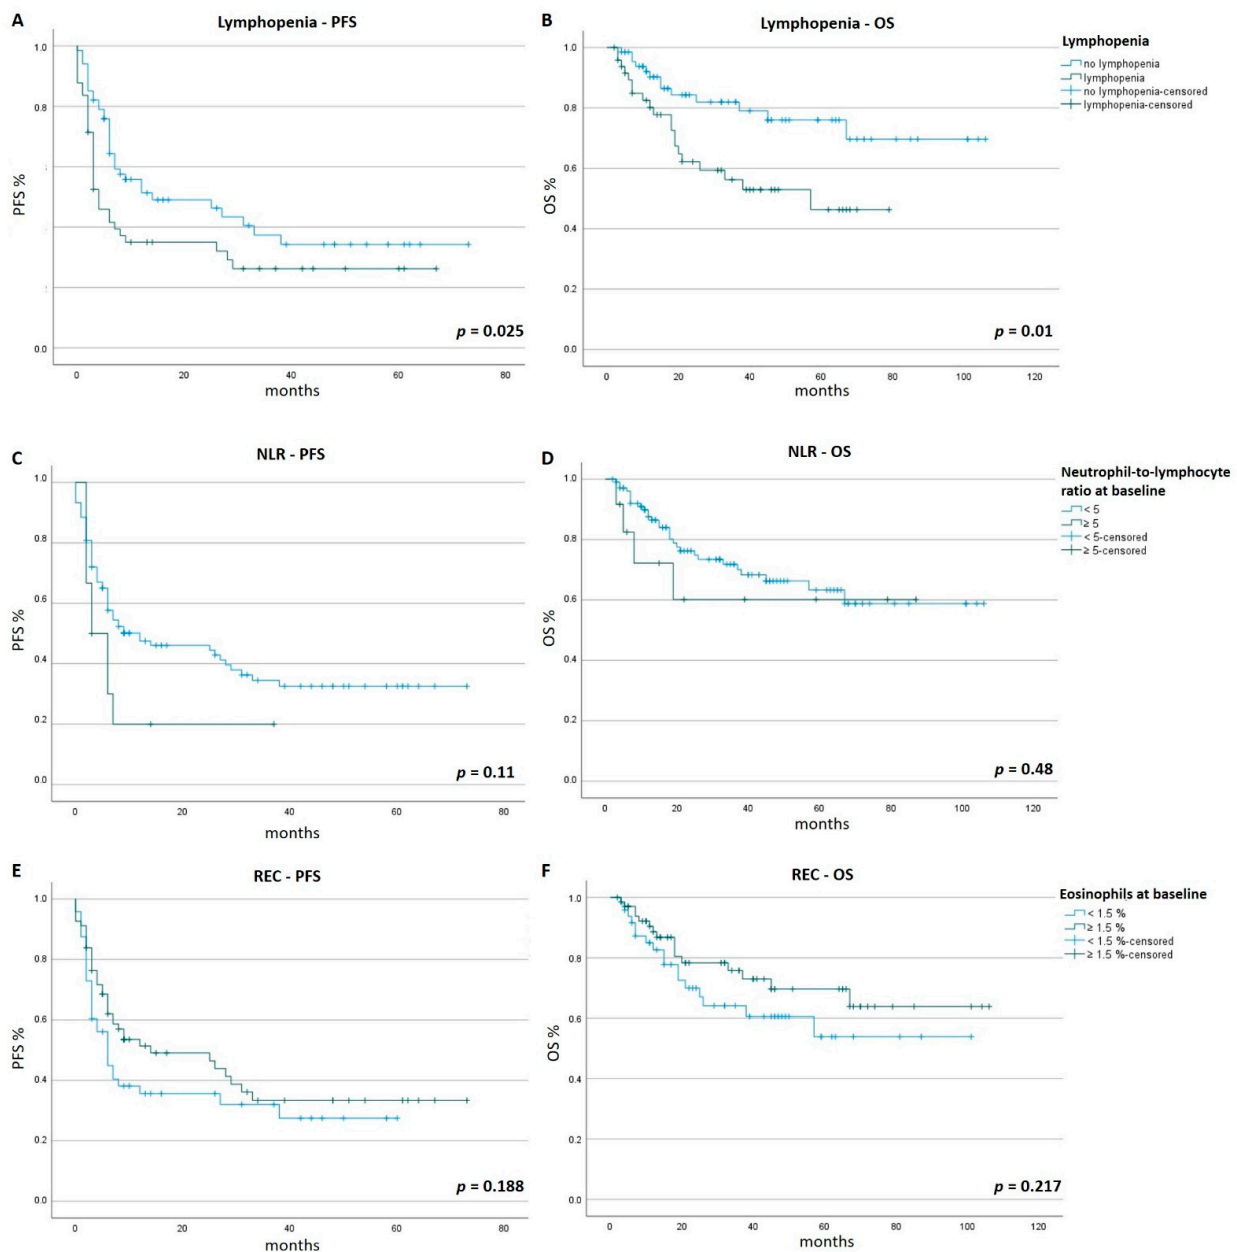 A
Lymphopenia - PFS
1.0
0.8
0.0
PFS %
0 20 40 60 80
months
p = 0.025
B
Lymphopenia - OS
1.0
0.8
0.6
0.4
0.2
0.0
OS %
0 20 40 60 80 100 120
months
p = 0.01
Lymphopenia
no lymphopenia
lymphopenia
no lymphopenia-censored
lymphopenia-censored
C
NLR - PFS
1.0
0.8
0.6
0.4
0.2
0.0
PFS %
0 20 40 60 80
months
p = 0.11
D
NLR - OS
1.0
0.8
0.6
0.4
0.2
0.0
OS %
0 20 40 60 80 100 120
months
p = 0.48
Neutrophil-to-lymphocyte
ratio at baseline
< 5
≥ 5
< 5-censored
≥ 5-censored
E
REC - PFS
1.0
0.8
0.6
0.4
0.2
0.0
PFS %
0 20 40 60 80
months
p = 0.188
F
REC - OS
1.0
0.8
0.6
0.4
0.2
0.0
OS %
0 20 40 60 80 100 120
months
p = 0.217
Eosinophils at baseline
< 1.5 %
≥ 1.5 %
< 1.5 %-censored
≥ 1.5 %-censored